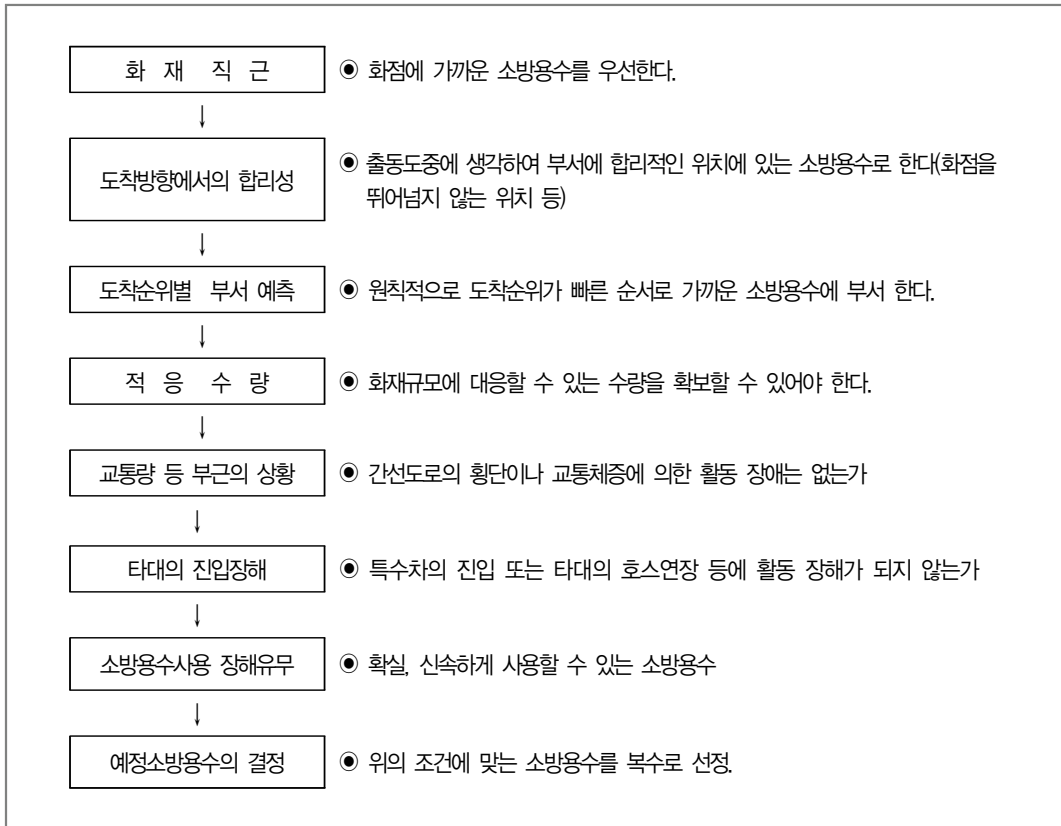 화 재 직 근 ◉ 화점에 가까운 소방용수를 우선한다.
↓
도착방향에서의 합리성 ◉ 출동도중에 생각하여 부서에 합리적인 위치에 있는 소방용수로 한다(화점을
뛰어넘지 않는 위치 등)
↓
도착순위별 부서 예측 ◉ 원칙적으로 도착순위가 빠른 순서로 가까운 소방용수에 부서 한다.
↓
적 응 수 량 ◉ 화재규모에 대응할 수 있는 수량을 확보할 수 있어야 한다.
↓
교통량 등 부근의 상황 ◉ 간선도로의 횡단이나 교통체증에 의한 활동 장애는 없는가
↓
타대의 진입장해 ◉ 특수차의 진입 또는 타대의 호스연장 등에 활동 장해가 되지 않는가
↓
소방용수사용 장해유무 ◉ 확실, 신속하게 사용할 수 있는 소방용수
↓
예정소방용수의 결정 ◉ 위의 조건에 맞는 소방용수를 복수로 선정.